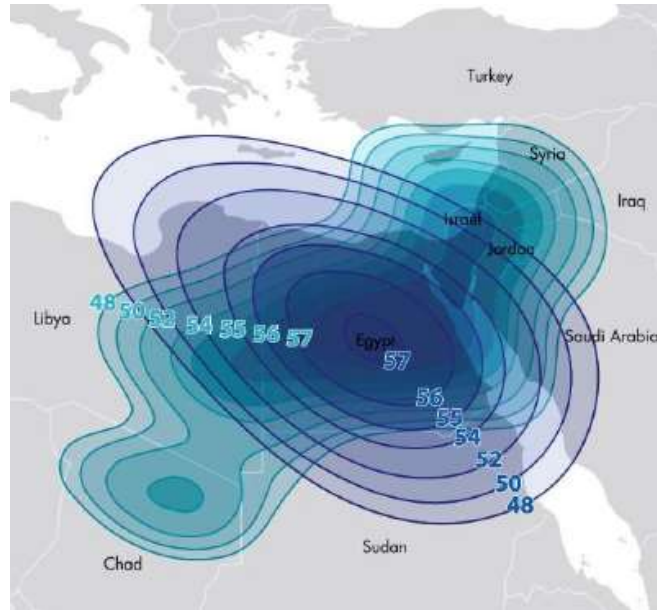 Turkey
Syria
Iraq
Israel
Jordan
48 50 52 54 55 56 57
Libya
Saudi Arabia
Egypt
57
56
55
54
52
50
48
Sudan
Chad